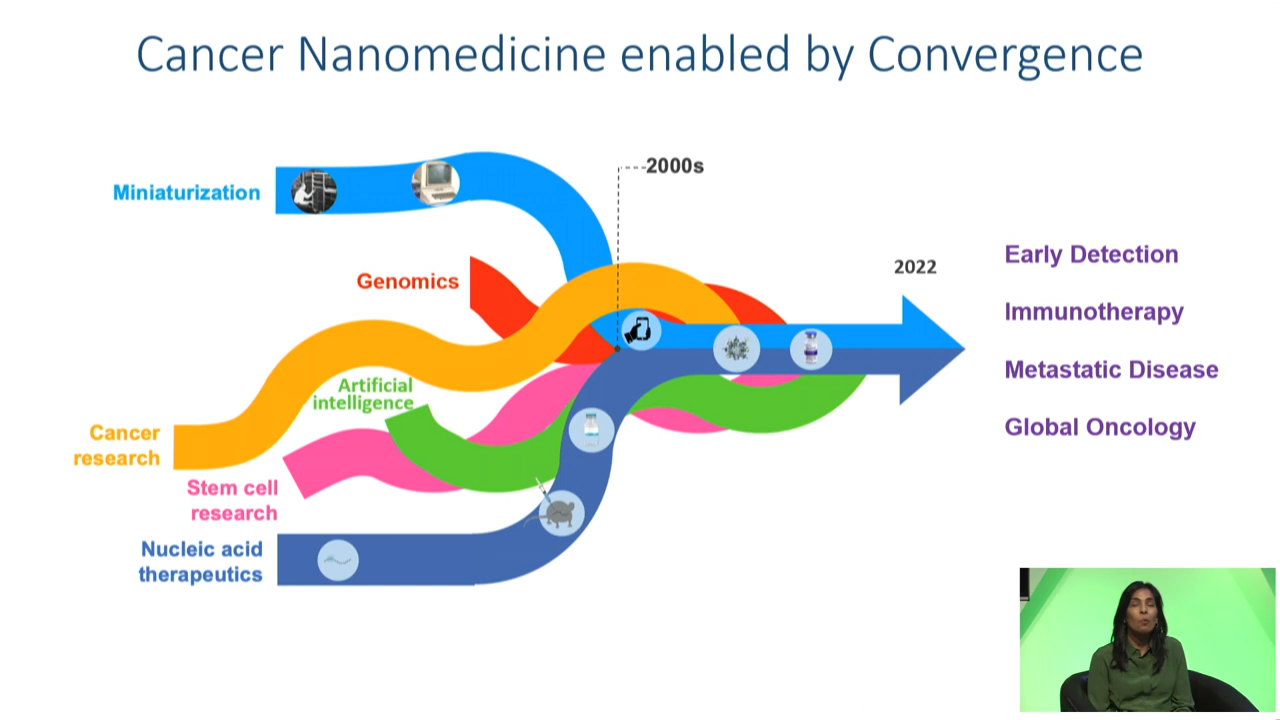 Cancer Nanomedicine enabled by Convergence
2000s
Miniaturization
Genomics
2022
Early Detection
Immunotherapy
Metastatic Disease
Global Oncology
Artificial
intelligence
Cancer
research
Stem cell
research
Nucleic acid
therapeutics